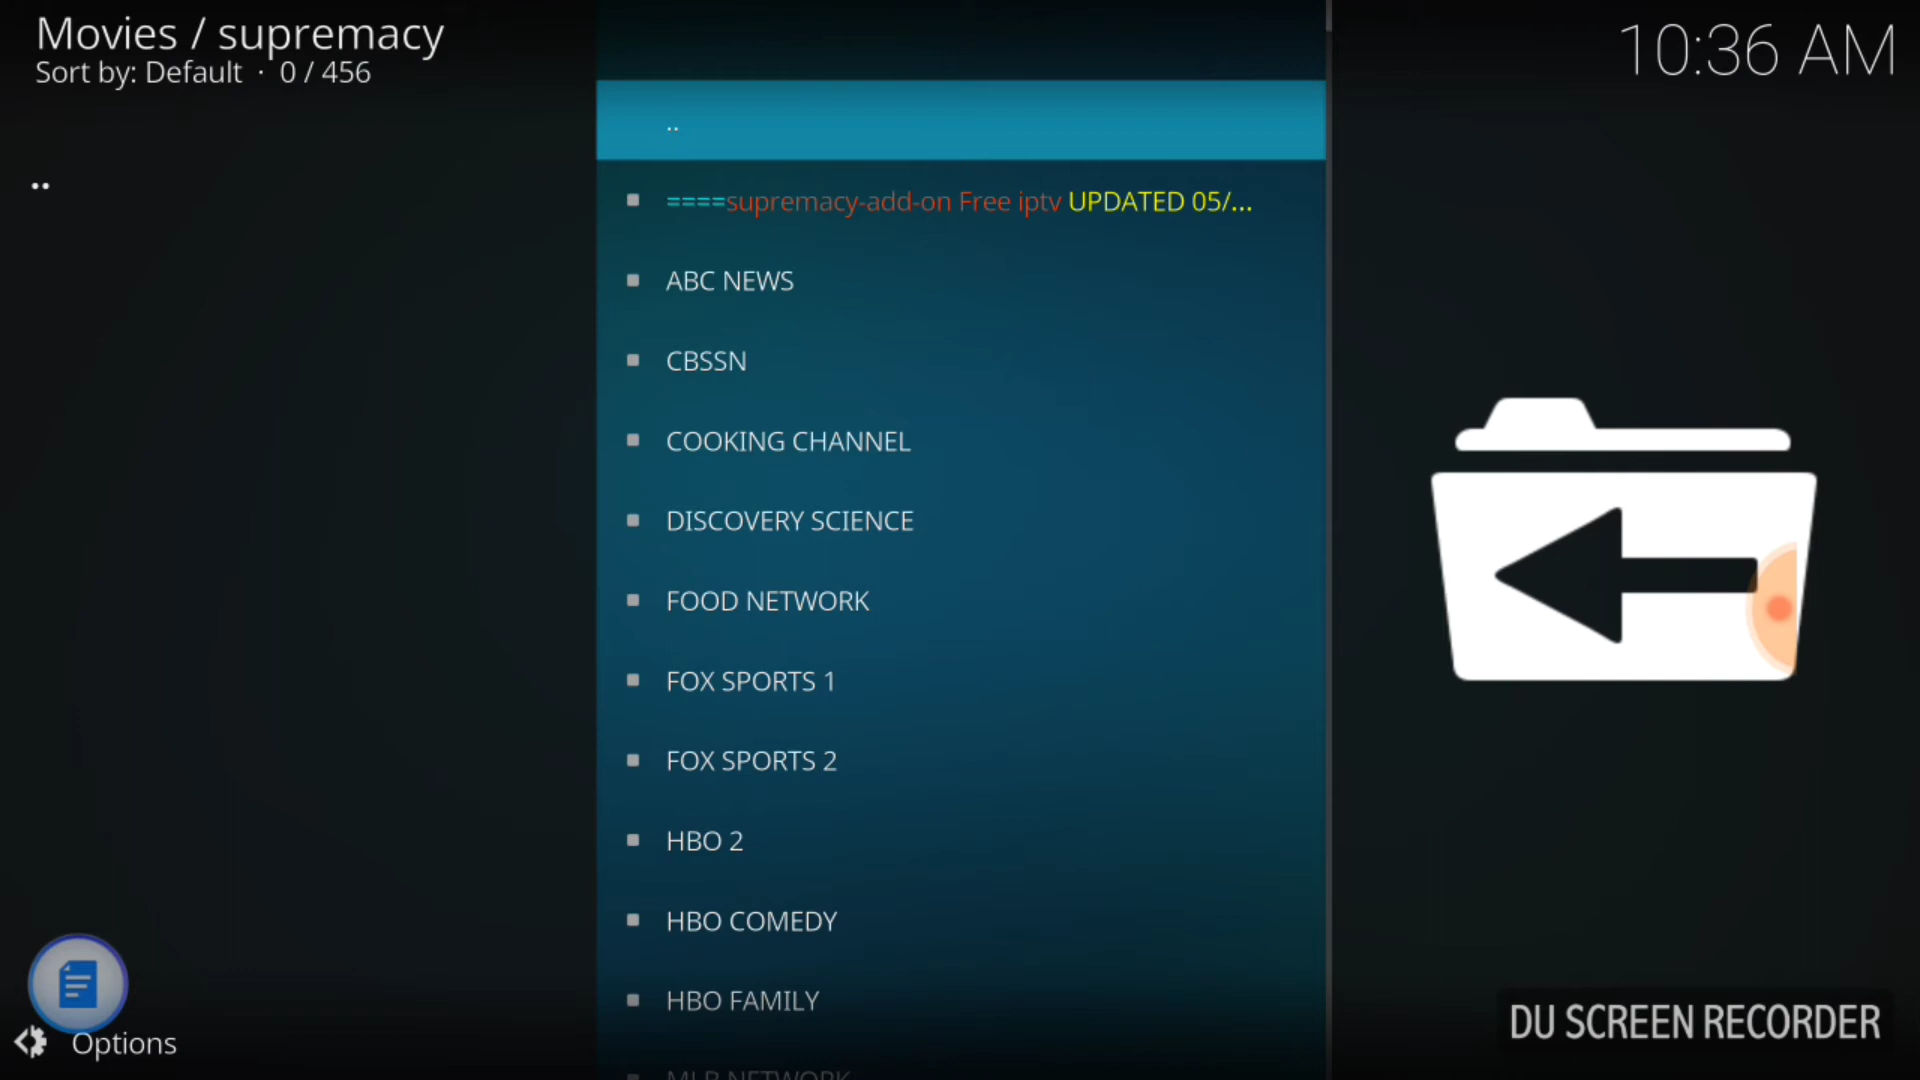 Movies / supremacy
Sort by: Default · 0 / 456
10:36 AM
..
..
====supremacy-add-on Free iptv UPDATED 05/...
ABC NEWS
CBSSN
COOKING CHANNEL
DISCOVERY SCIENCE
FOOD NETWORK
FOX SPORTS 1
FOX SPORTS 2
HBO 2
HBO COMEDY
HBO FAMILY
MLB NETWORK
Options
DU SCREEN RECORDER